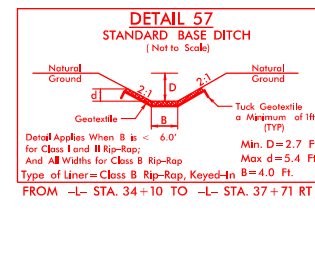 DETAIL 57
STANDARD BASE DITCH
(Not to Scale)
Natural
Ground
Natural
Ground
d
2:1
D
2:1
B
Geotextile
Tuck Geotextile
a Minimum of 1ft
(TYP)
Detail Applies When B is < 6.0'
for Class I and II Rip-Rap;
And All Widths for Class B Rip-Rap
Min. D=2.7 F
Max d=5.4 F
Type of Liner=Class B Rip-Rap, Keyed-In
B=4.0 Ft.
FROM -L- STA. 34+10 TO -L- STA. 37+71 RT